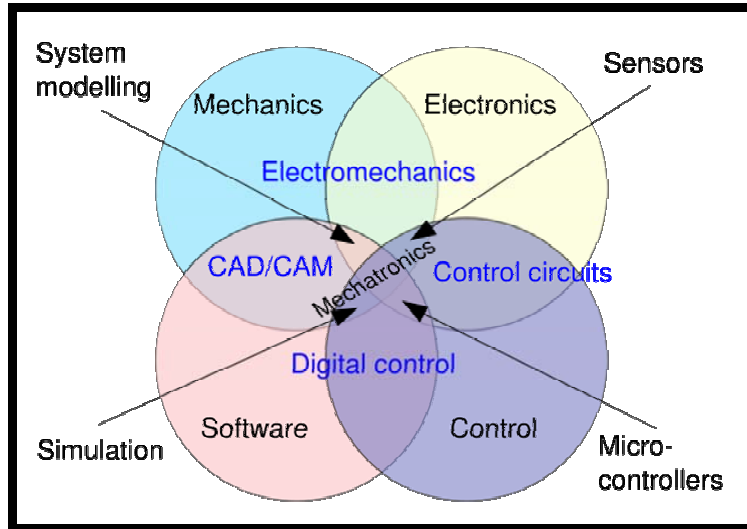 System
modelling
Sensors
Mechanics
Electronics
Electromechanics
CAD/CAM
Mechatronics
Control circuits
Digital control
Simulation
Software
Control
Micro-
controllers